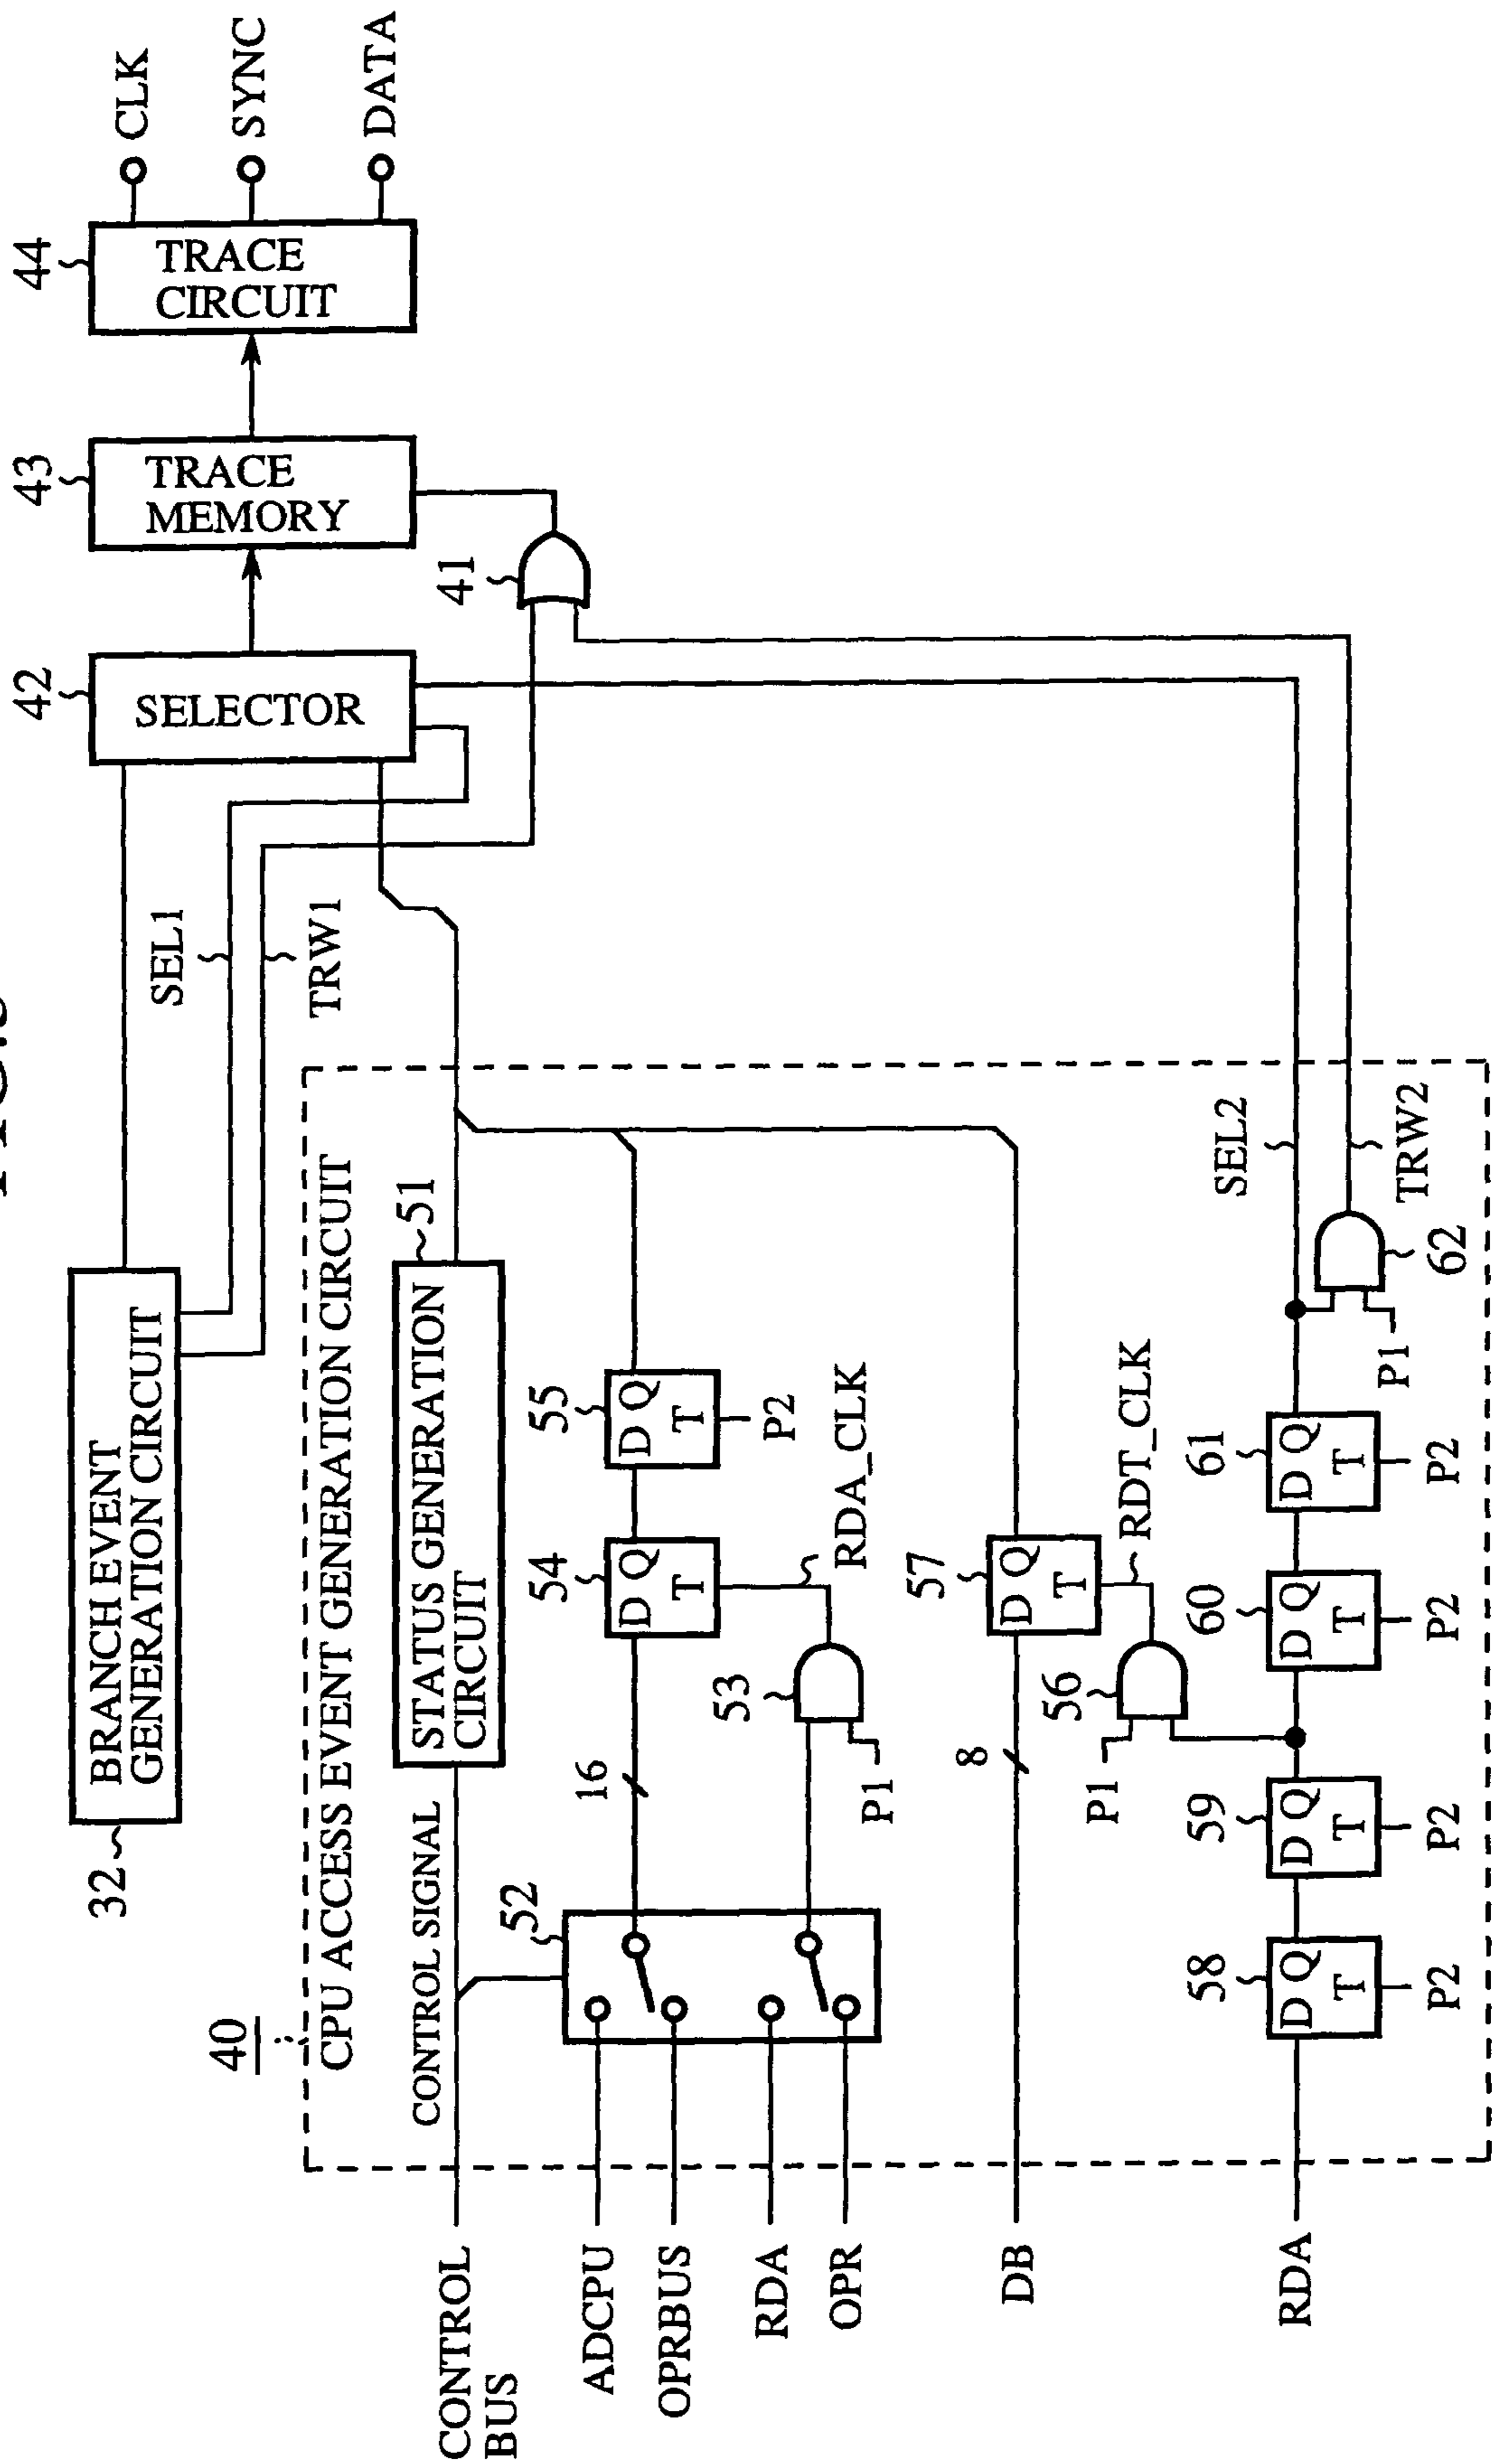 32
BRANCH EVENT
GENERATION CIRCUIT
SEL1
TRW1
42
SELECTOR
43
TRACE
MEMORY
44
TRACE
CIRCUIT
CLK
SYNC
DATA
41
40
CPU ACCESS EVENT GENERATION CIRCUIT
CONTROL
BUS
CONTROL SIGNAL
STATUS GENERATION
CIRCUIT
51
ADCPU
OPRBUS
RDA
OPR
52
16
53
P1
54
D Q
T
RDA_CLK
55
D Q
T
P2
DB
8
P1
56
57
D Q
T
RDT_CLK
RDA
58
D Q
T
P2
59
D Q
T
P2
60
D Q
T
P2
61
D Q
T
P2
P1
62
SEL2
TRW2